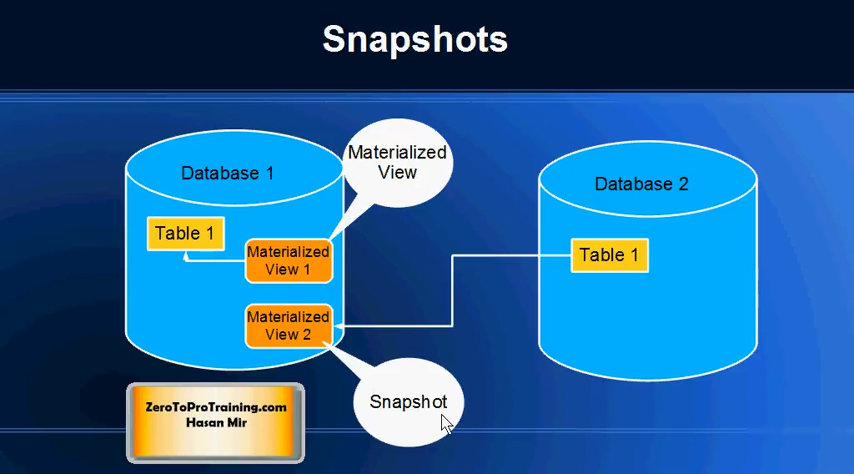 Snapshots
Materialized
View
Database 1
Database 2
Table 1
Materialized
View 1
Table 1
Materialized
View 2
Snapshot
ZeroToProTraining.com
Hasan Mir